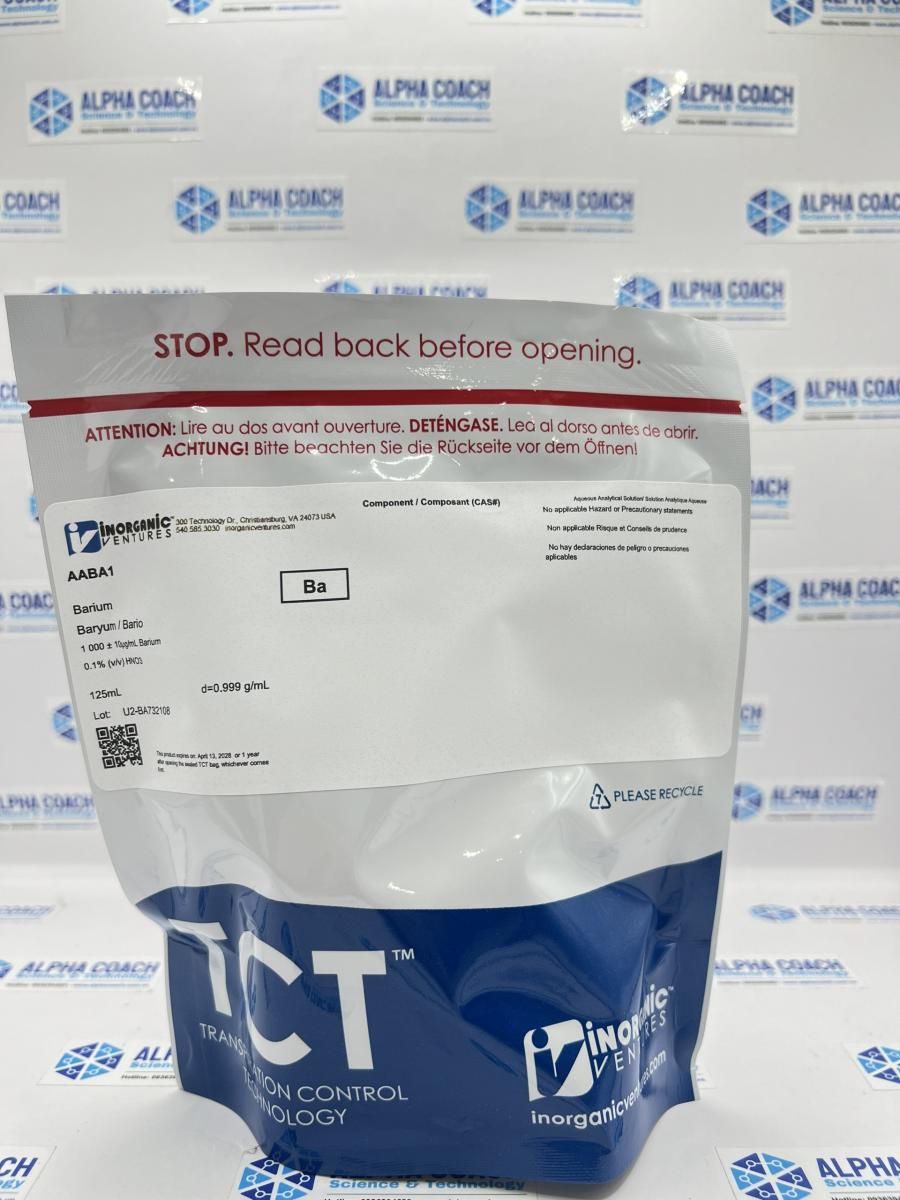 STOP. Read back before opening.
ATTENTION: Lire au dos avant ouverture. DETÉNGASE. Lea al dorso antes de abrir.
ACHTUNG! Bitte beachten Sie die Rückseite vor dem Öffnen!
INORGANIC VENTURES
300 Technology Dr., Christiansburg, VA 24073 USA
540.585.3030 inorganicventures.com
Component / Composant (CAS#)
Aqueous Analytical Solution/ Solution Analytique Aqueuse
No applicable Hazard or Precautionary statements
Non applicable Risque et Conseils de prudence
No hay declaraciones de peligro o precauciones
aplicables
AABA1
Ba
Barium
Baryum / Bario
1 000 ± 10µg/mL Barium
0.1% (v/v) HNO3
125mL
d=0.999 g/mL
Lot: U2-BA732108
This product expires on: April 13, 2028 or 1 year
after opening the sealed TCT bag, whichever comes
first.
7 PLEASE RECYCLE
TCT™
CONTROL
INORGANIC™
VENTURES
inorganicventures.com
ALPHA COACH
Science & Technology